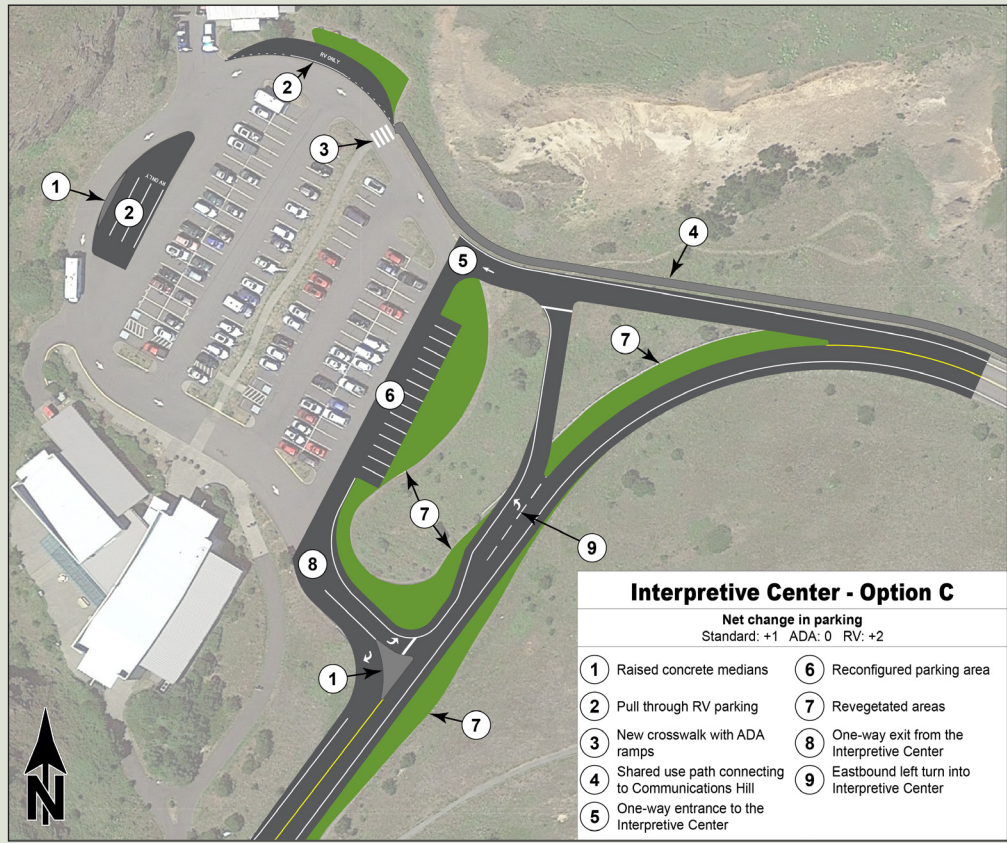 RV ONLY
2
3
1
RV ONLY
2
4
5
7
6
7
9
8
1
7
N
Interpretive Center - Option C
Net change in parking
Standard: +1 ADA: 0 RV: +2
1 Raised concrete medians
2 Pull through RV parking
3 New crosswalk with ADA
ramps
4 Shared use path connecting
to Communications Hill
5 One-way entrance to the
Interpretive Center
6 Reconfigured parking area
7 Revegetated areas
8 One-way exit from the
Interpretive Center
9 Eastbound left turn into
Interpretive Center